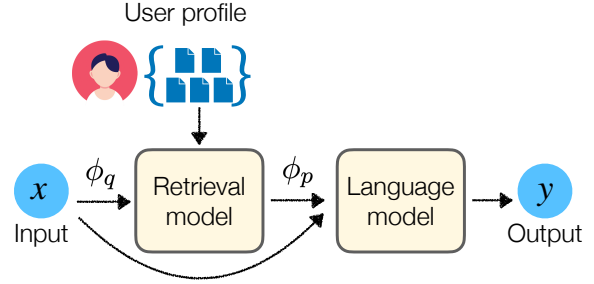 User profile
x
ϕq
Retrieval
model
ϕp
Language
model
y
Input
Output